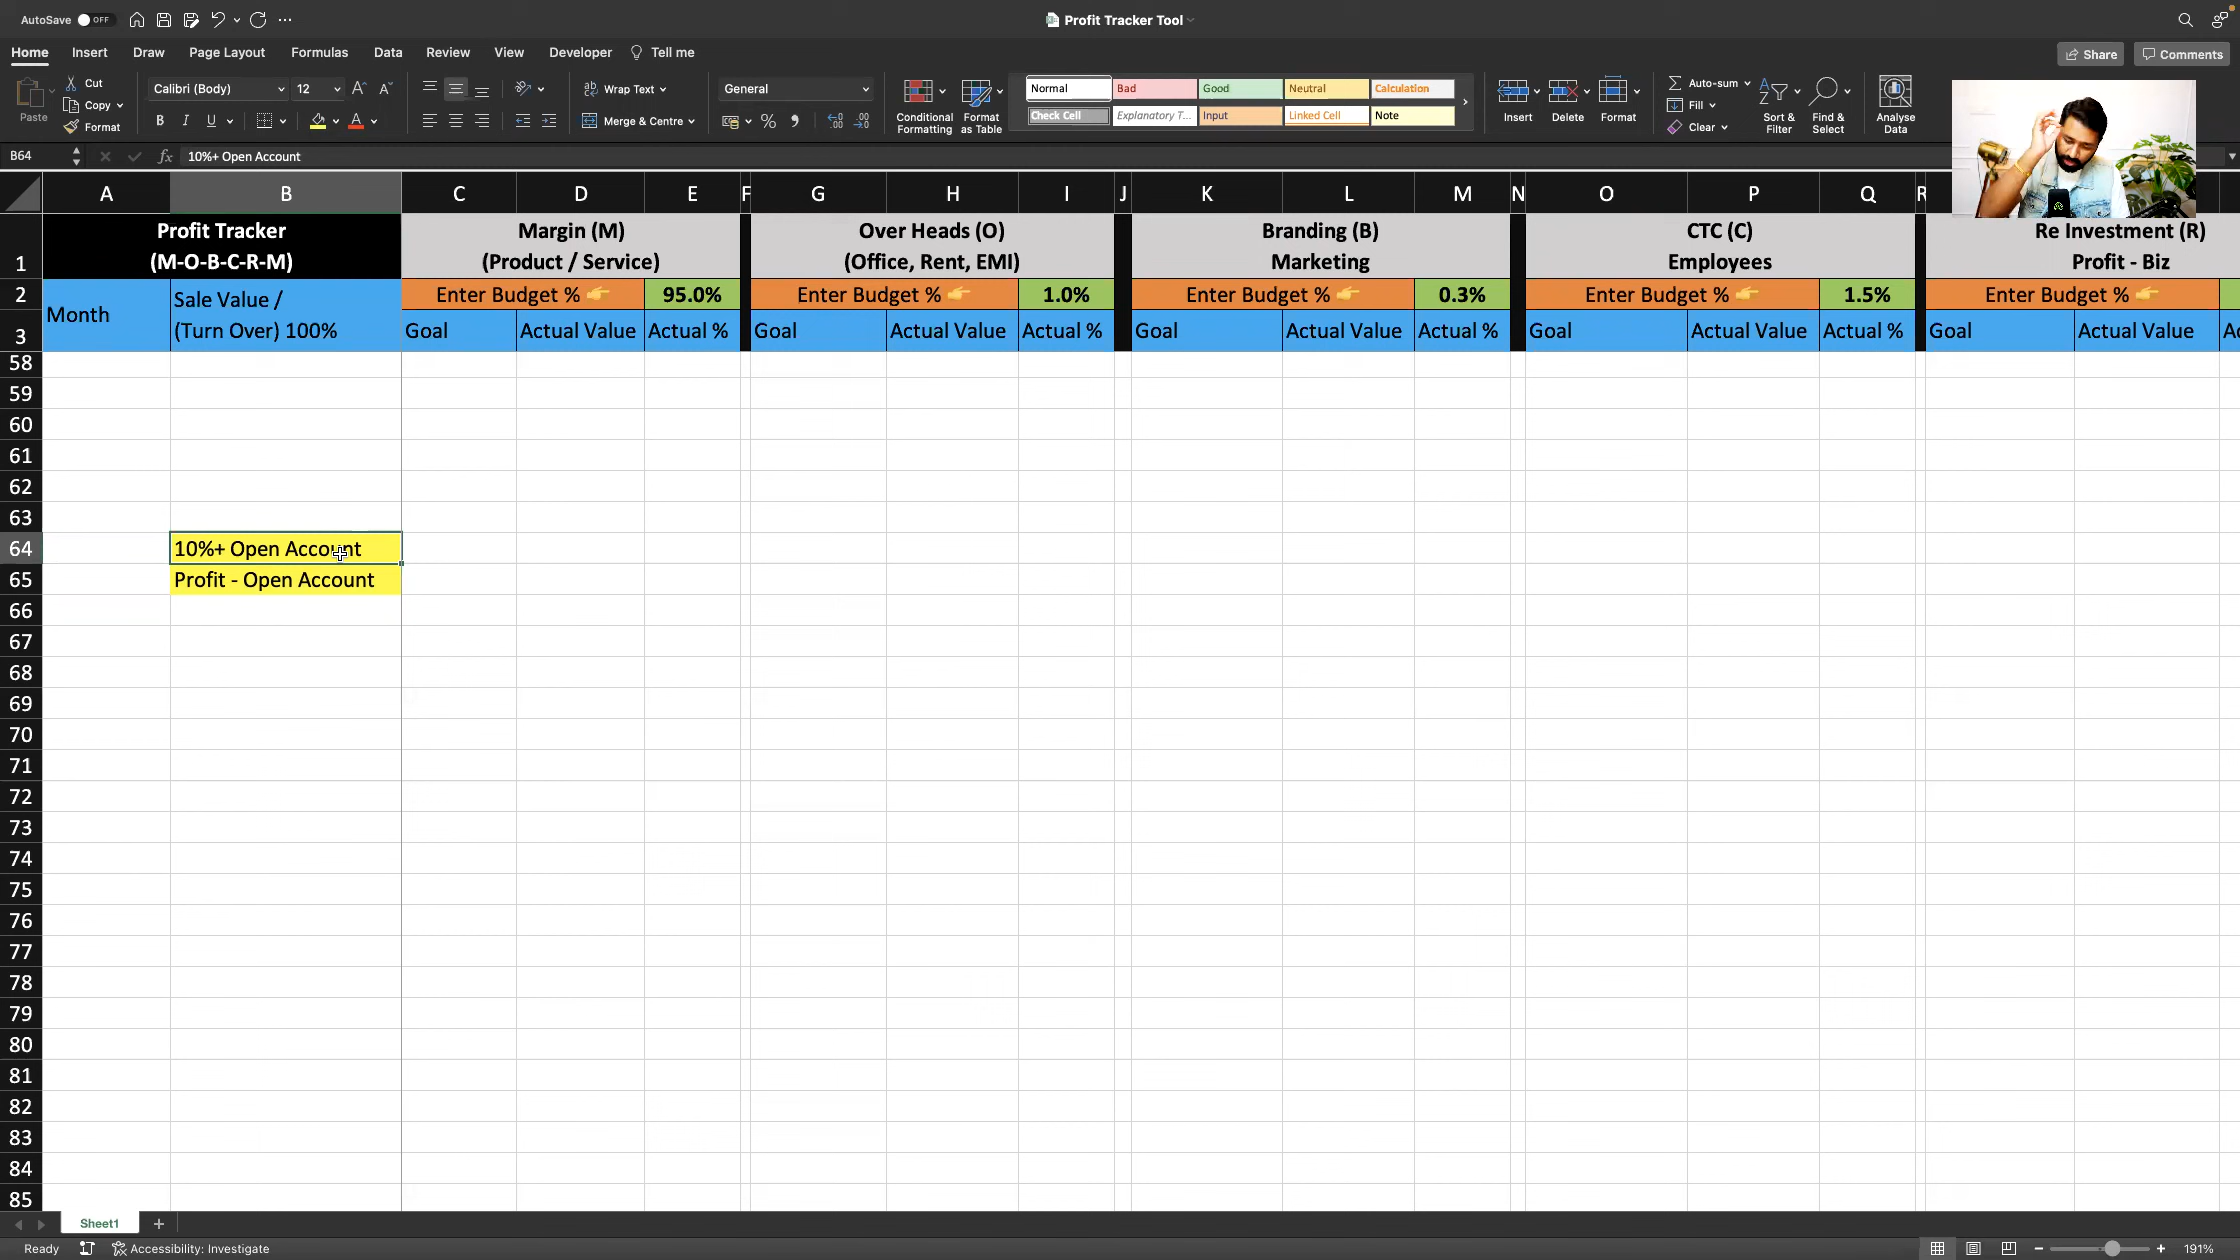 AutoSave OFF
Profit Tracker Tool
Home Insert Draw Page Layout Formulas Data Review View Developer Tell me
Share Comments
Paste
Cut
Copy
Format
Calibri (Body) 12
B I U
Wrap Text
Merge & Centre
General
Conditional Formatting
Format as Table
Normal Bad Good Neutral Calculation
Check Cell Explanatory T... Input Linked Cell Note
Insert Delete Format
Auto-sum
Fill
Clear
Sort & Filter
Find & Select
Analyse Data
B64 fx 10%+ Open Account
A B C D E F G H I J K L M N O P Q R
1
Profit Tracker
(M-O-B-C-R-M)
Margin (M)
(Product / Service)
Over Heads (O)
(Office, Rent, EMI)
Branding (B)
Marketing
CTC (C)
Employees
Re Investment (R)
Profit - Biz
2
Month
Sale Value /
(Turn Over) 100%
Enter Budget % 👉 95.0%
Enter Budget % 👉 1.0%
Enter Budget % 👉 0.3%
Enter Budget % 👉 1.5%
Enter Budget % 👉
3
Goal Actual Value Actual %
Goal Actual Value Actual %
Goal Actual Value Actual %
Goal Actual Value Actual %
Goal Actual Value
58
59
60
61
62
63
64 10%+ Open Account
65 Profit - Open Account
66
67
68
69
70
71
72
73
74
75
76
77
78
79
80
81
82
83
84
85
Sheet1
Ready Accessibility: Investigate 191%